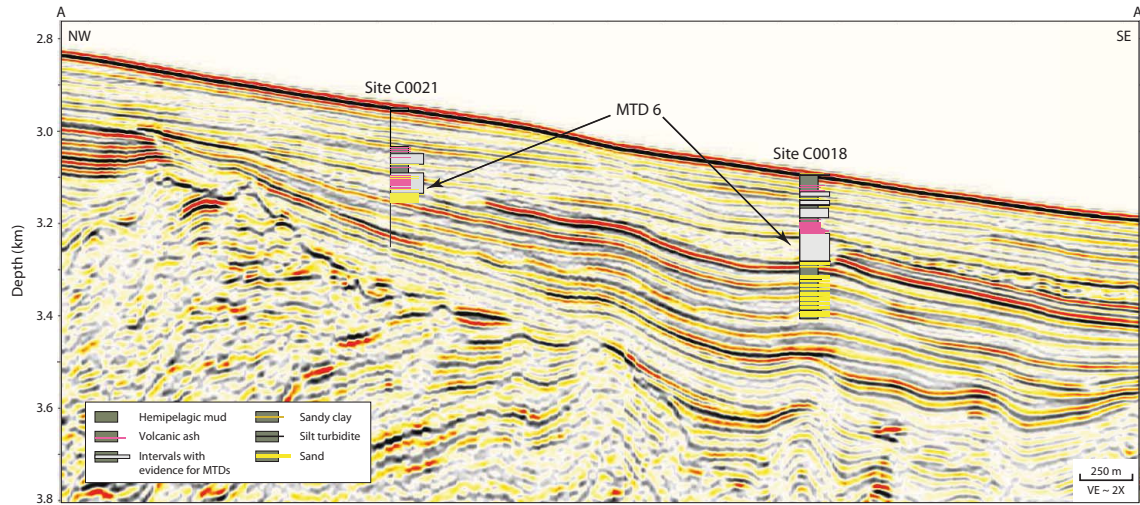 A
A
NW
SE
2.8
3.0
3.2
3.4
3.6
3.8
Depth (km)
Site C0021
MTD 6
Site C0018
Hemipelagic mud
Volcanic ash
Intervals with
evidence for MTDs
Sandy clay
Silt turbidite
Sand
250 m
VE ~ 2X